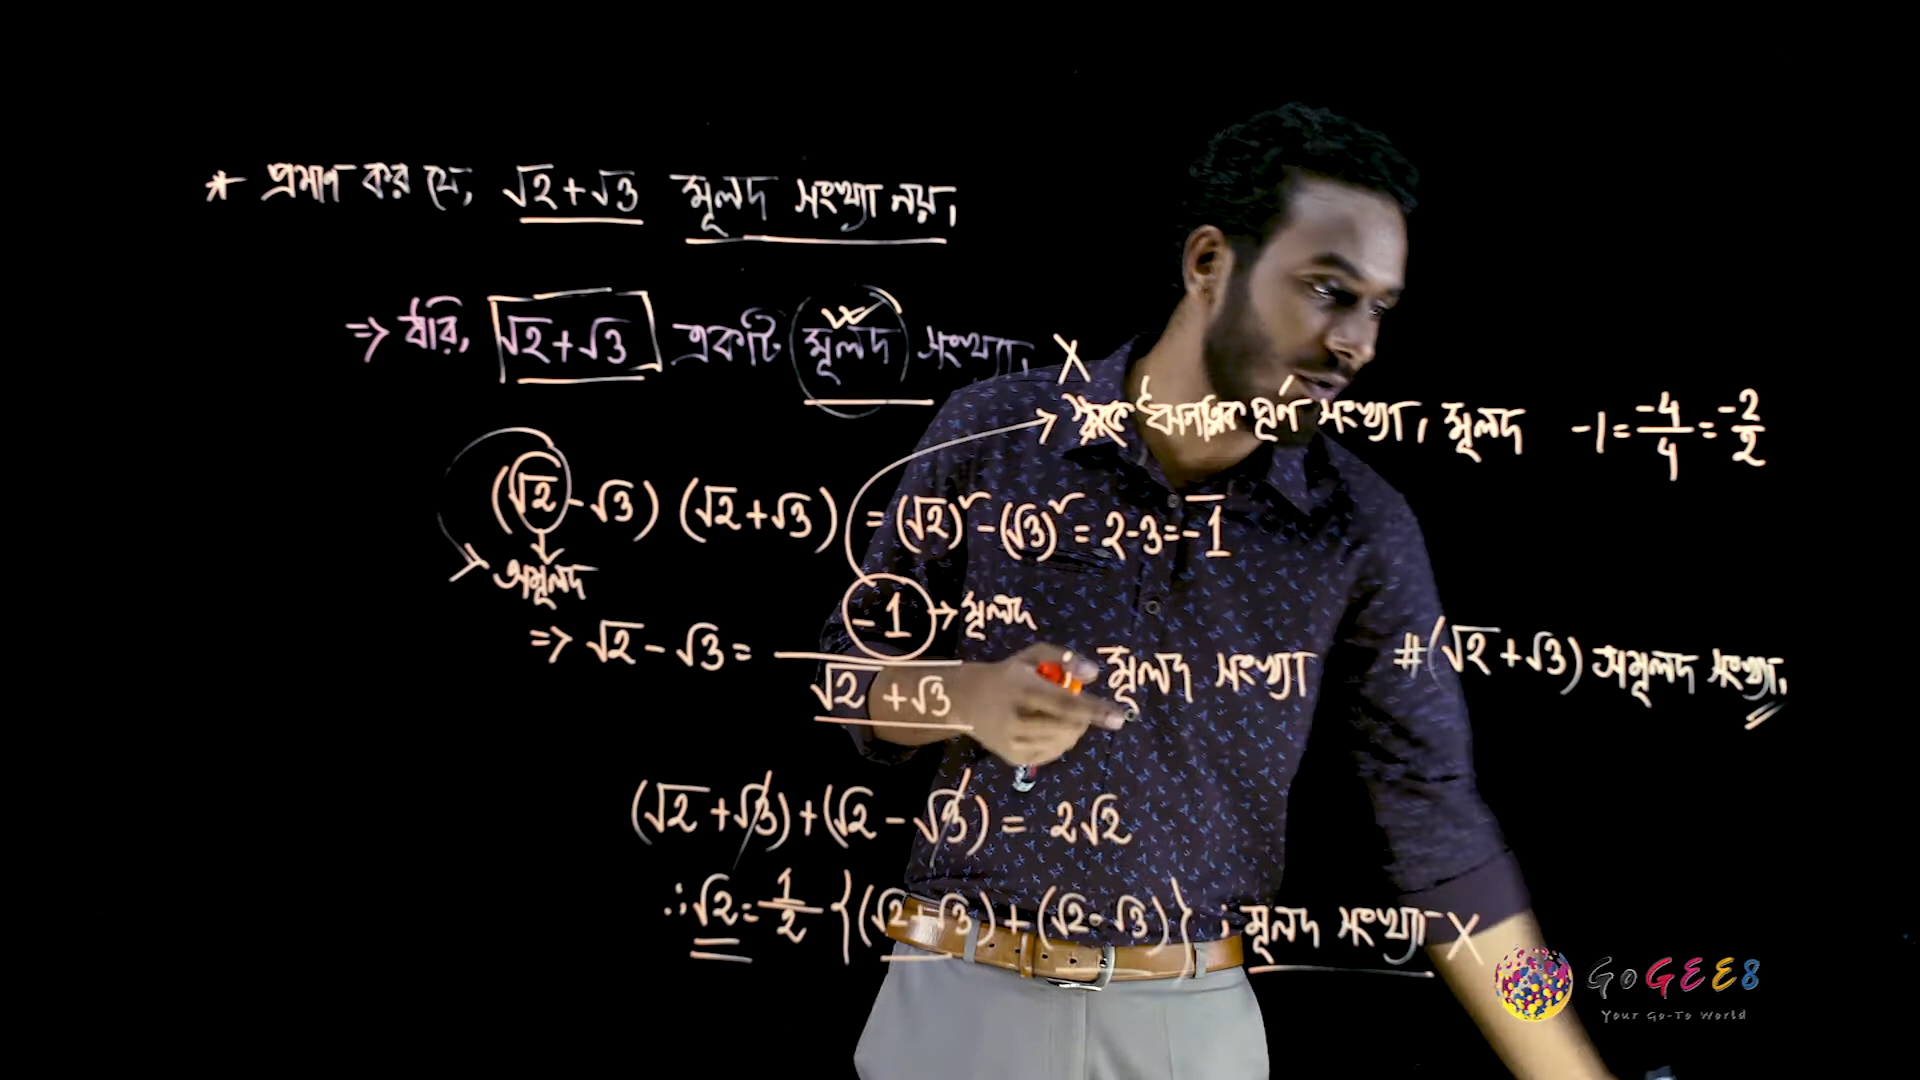 * প্রমাণ কর যে, √2+√3 মূলদ সংখ্যা নয়।
=> ধরি, √2+√3 একটি মূলদ সংখ্যা। X
→ ঋণাত্মক পূর্ণ সংখ্যা, মূলদ -1 = -4/4 = -2/2
(√2-√3) (√2+√3) = (√2)² - (√3)² = 2-3 = -1
→ অমূলদ
=> √2 - √3 = -1/(√2 + √3) ; মূলদ সংখ্যা
→ মূলদ
# (√2+√3) অমূলদ সংখ্যা।
(√2+√3)+(√2-√3) = 2√2
∴ √2 = 1/2 {(√2+√3)+(√2-√3)} ; মূলদ সংখ্যা X
GoGEE8
Your Go-To World